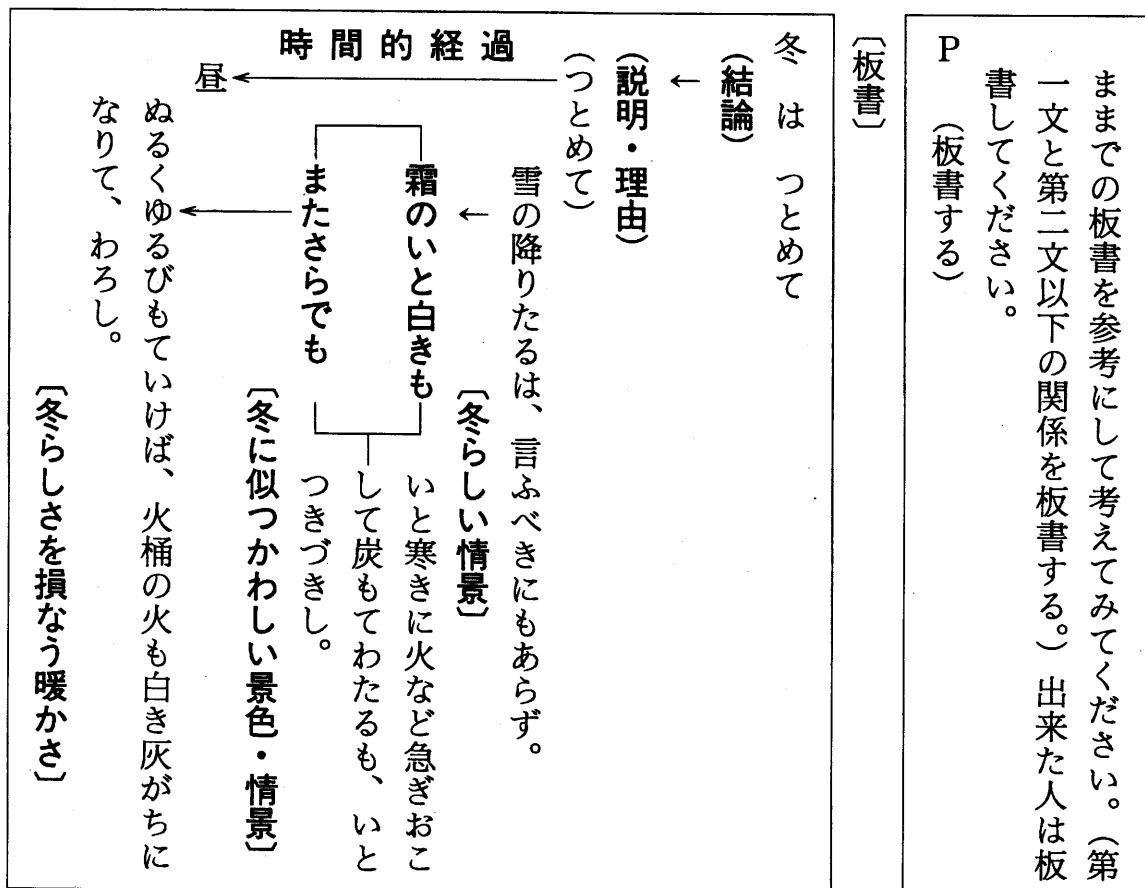 ままでの板書を参考にして考えてみてください。(第
一文と第二文以下の関係を板書する。)出来た人は板
書してください。
P (板書する)
〔板書〕
冬は つとめて
(結論)
(説明・理由)
(つとめて)
時間的経過
昼
雪の降りたるは、言ふべきにもあらず。
〔冬らしい情景〕
霜のいと白きも
またさらでも
いと寒きに火など急ぎおこ
して炭もてわたるも、いと
つきづきし。
〔冬に似つかわしい景色・情景〕
ぬるくゆるびもていけば、火桶の火も白き灰がちに
なりて、わろし。
〔冬らしさを損なう暖かさ〕